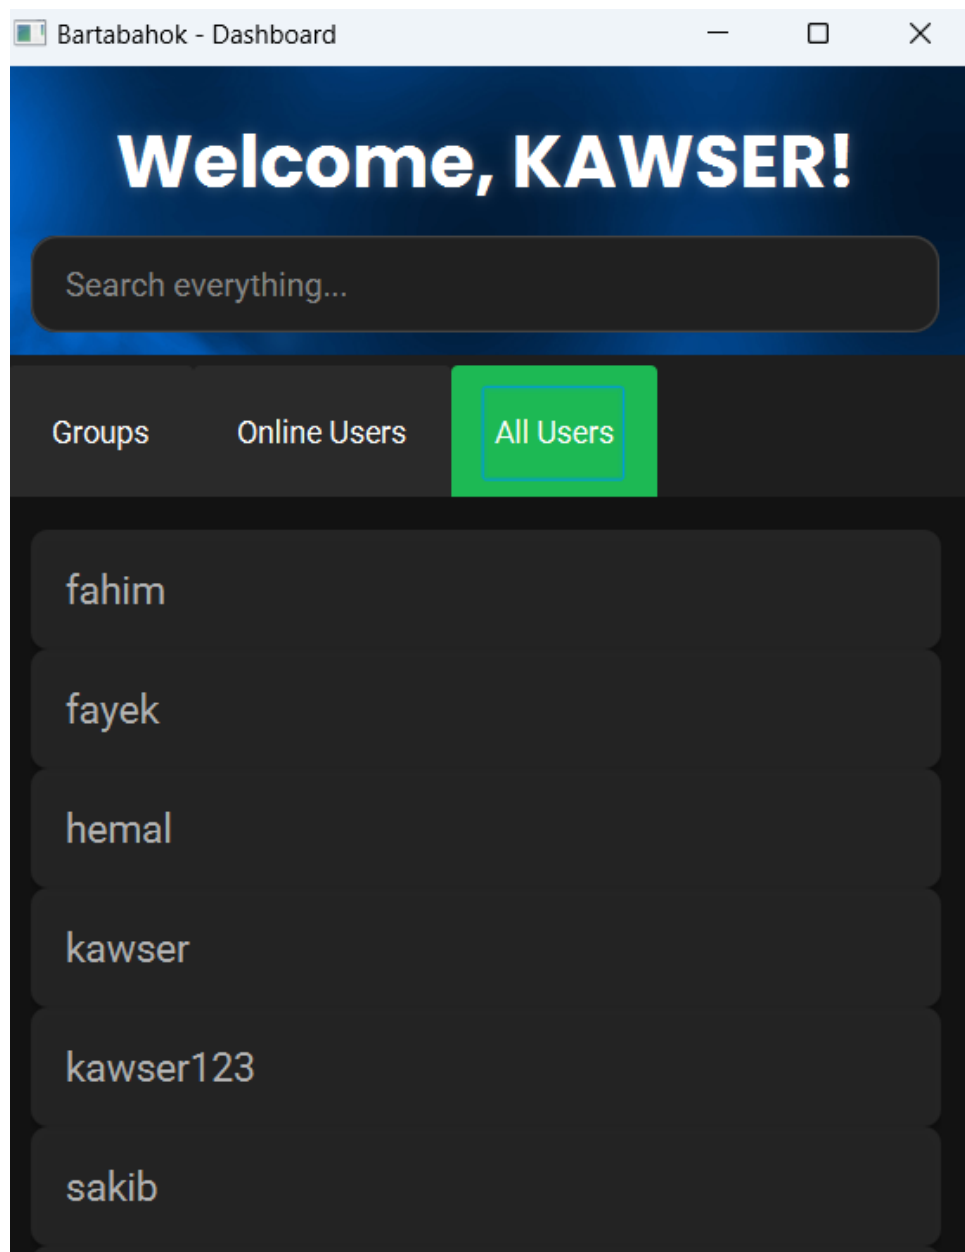 Bartabahok - Dashboard
Welcome, KAWSER!
Search everything...
Groups Online Users All Users
fahim
fayek
hemal
kawser
kawser123
sakib